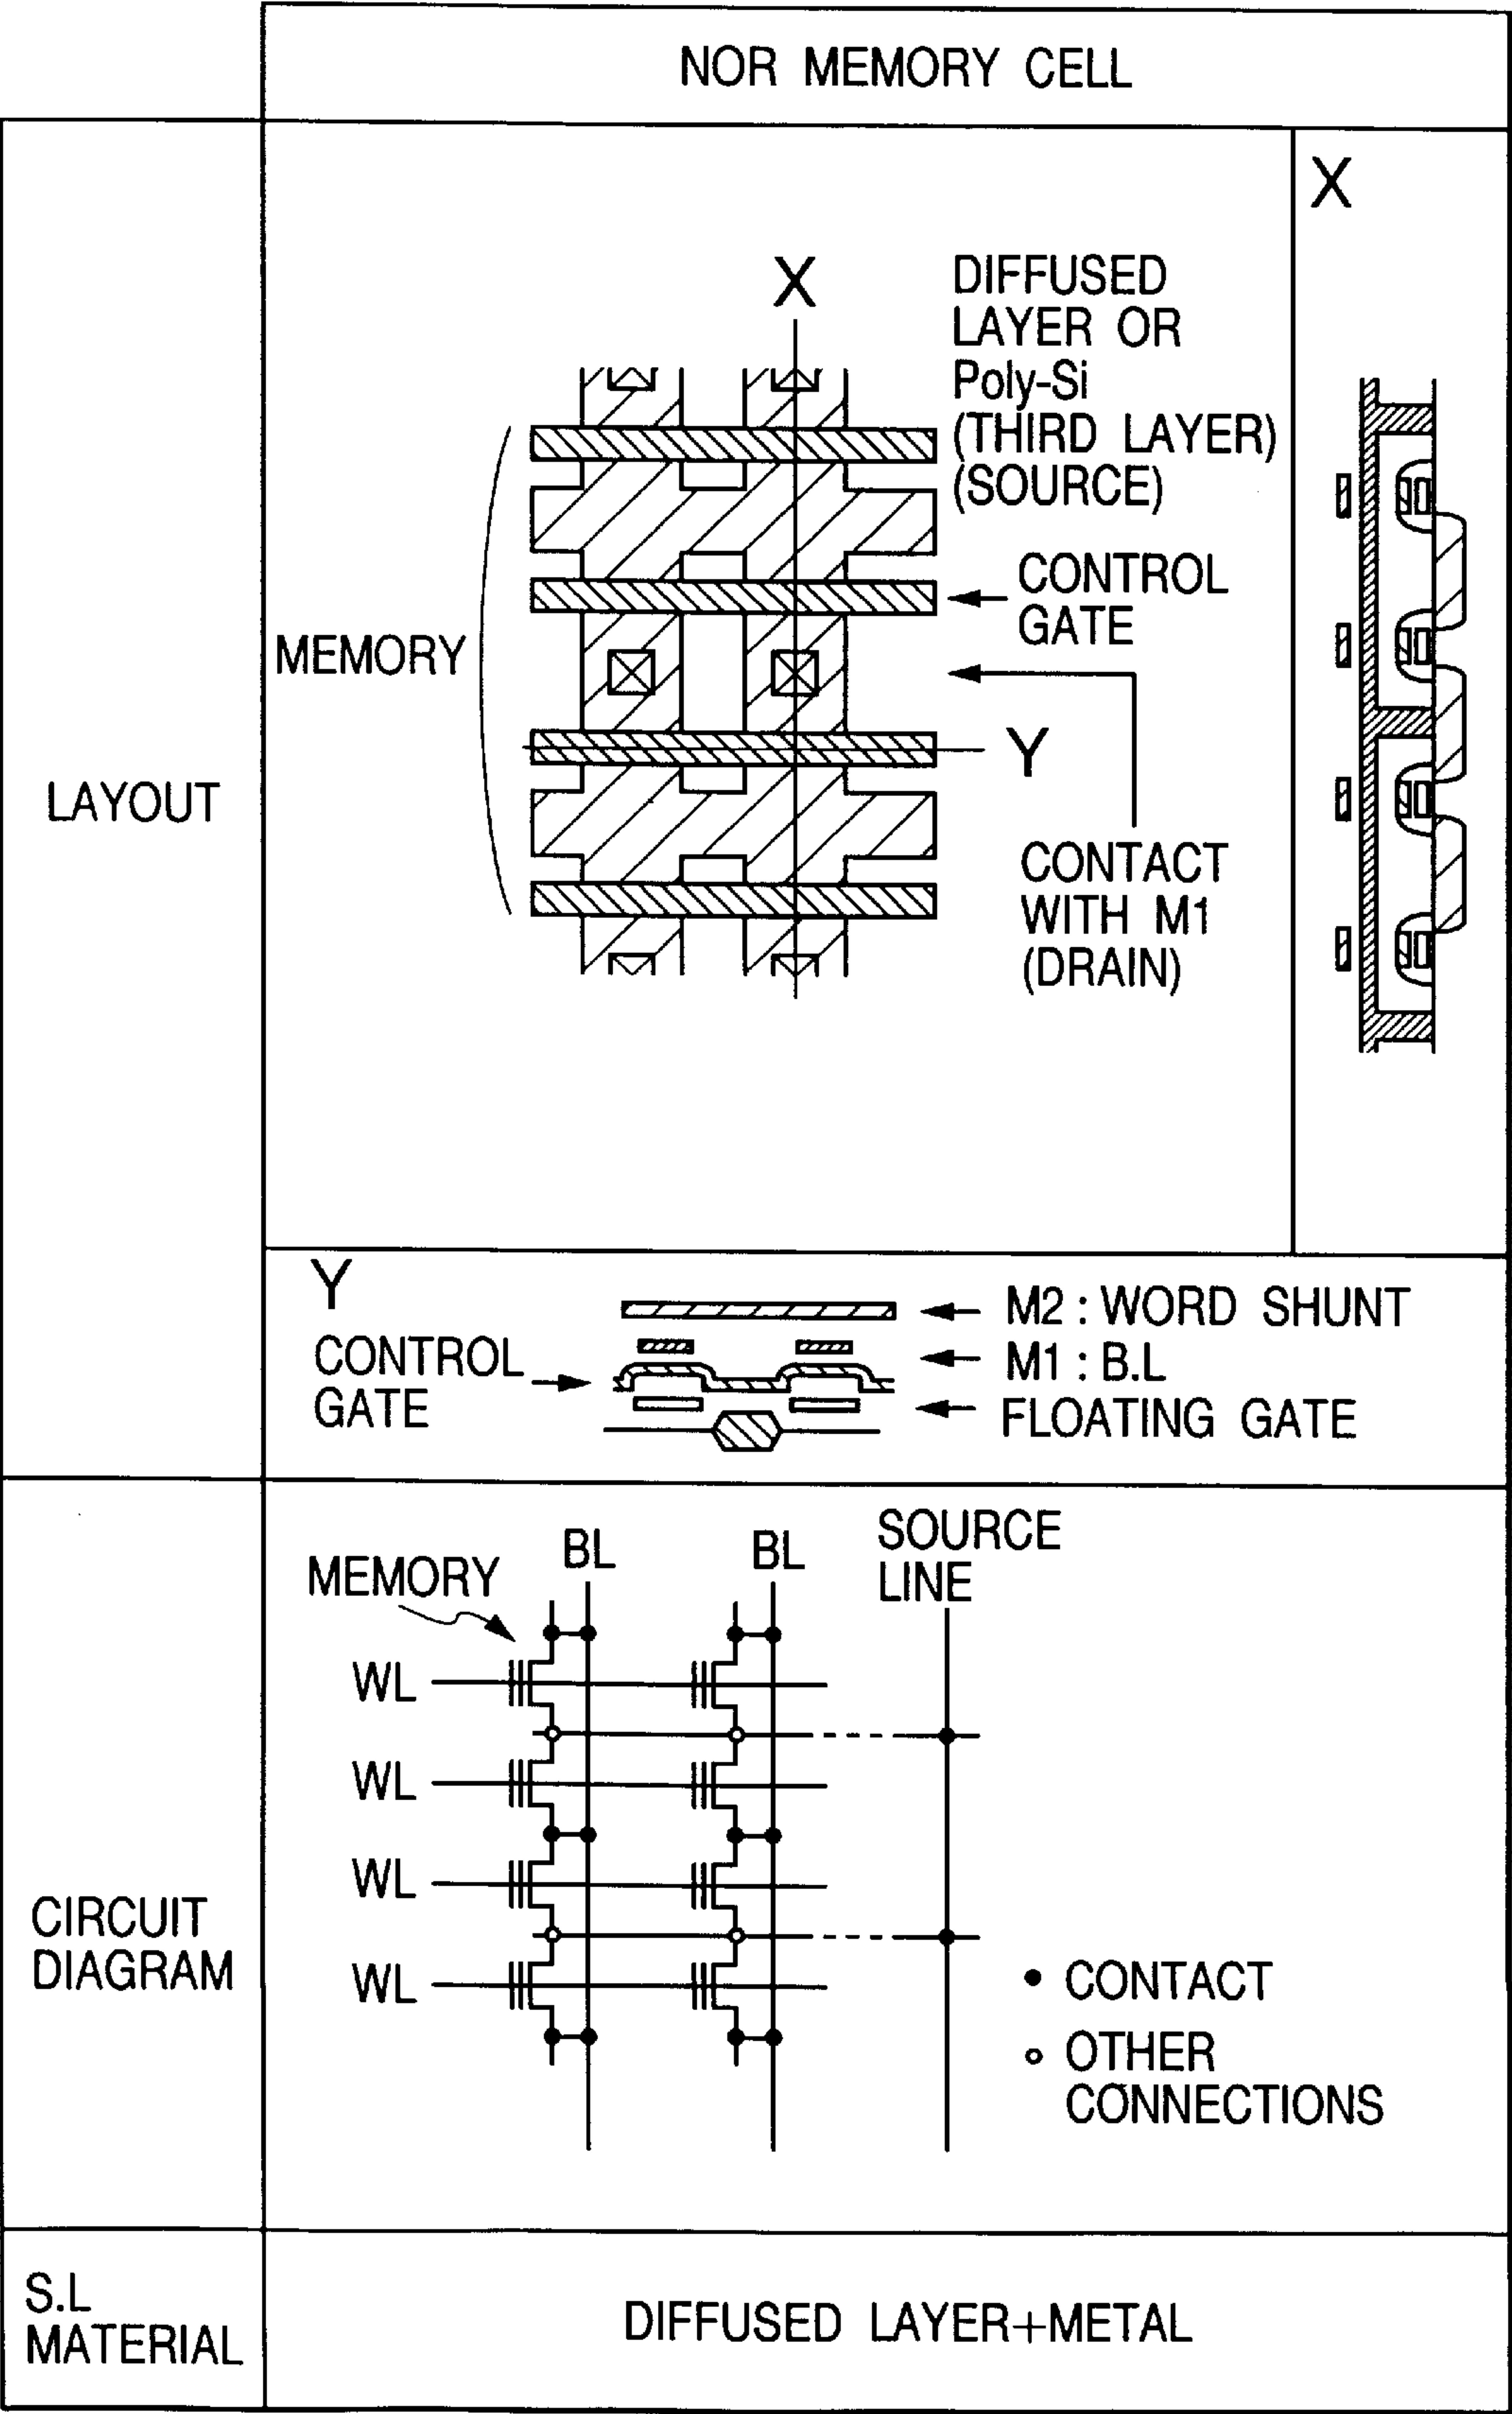 NOR MEMORY CELL
LAYOUT
X
X
DIFFUSED
LAYER OR
Poly-Si
(THIRD LAYER)
(SOURCE)
CONTROL
GATE
MEMORY
Y
CONTACT
WITH M1
(DRAIN)
Y
CONTROL
GATE
M2 : WORD SHUNT
M1 : B.L
FLOATING GATE
CIRCUIT
DIAGRAM
MEMORY
BL
BL
SOURCE
LINE
WL
WL
WL
WL
CONTACT
OTHER
CONNECTIONS
S.L
MATERIAL
DIFFUSED LAYER+METAL